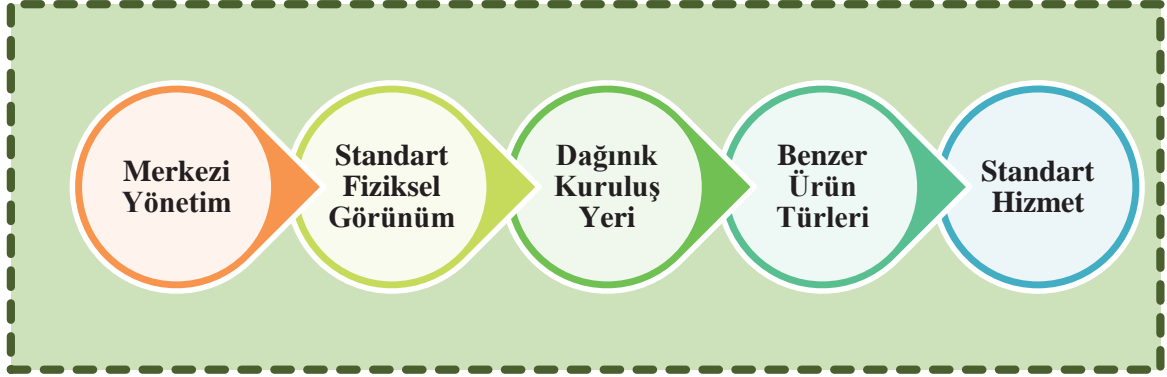 Merkezi
Yönetim
Standart
Fiziksel
Görünüm
Dağınık
Kuruluş
Yeri
Benzer
Ürün
Türleri
Standart
Hizmet